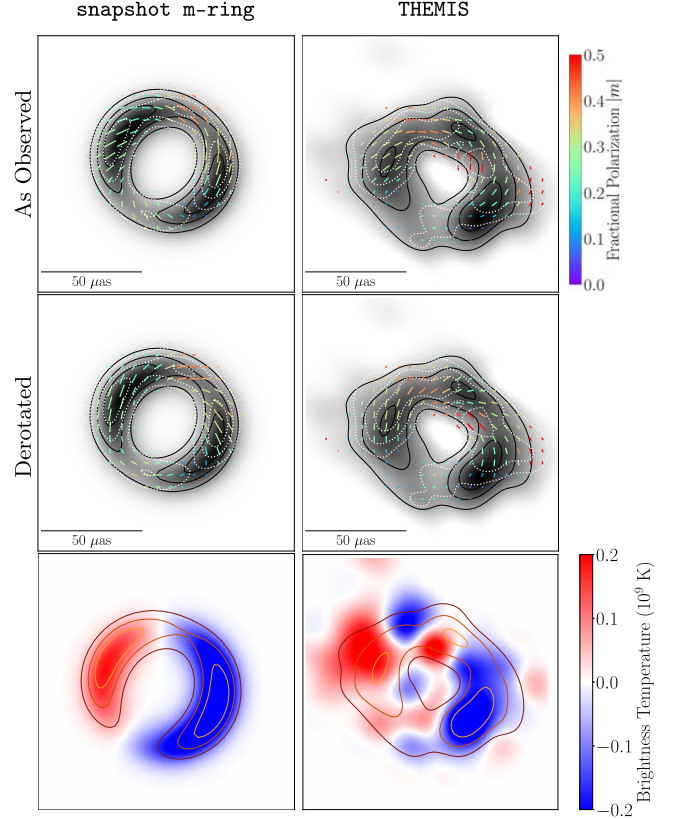 snapshot m-ring
THEMIS
As Observed
50 μas
50 μas
0.5
0.4
0.3
0.2
0.1
0.0
Fractional Polarization |m|
Derotated
50 μas
50 μas
0.2
0.1
0.0
−0.1
−0.2
Brightness Temperature (10⁹ K)